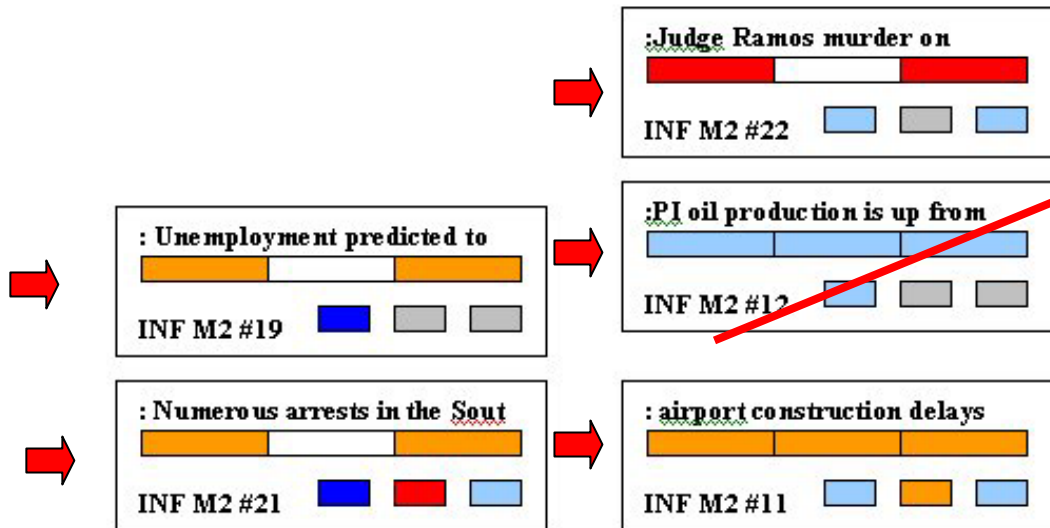 :Judge Ramos murder on
INF M2 #22
: Unemployment predicted to
INF M2 #19
:PI oil production is up from
INF M2 #12
: Numerous arrests in the Sout
INF M2 #21
: airport construction delays
INF M2 #11